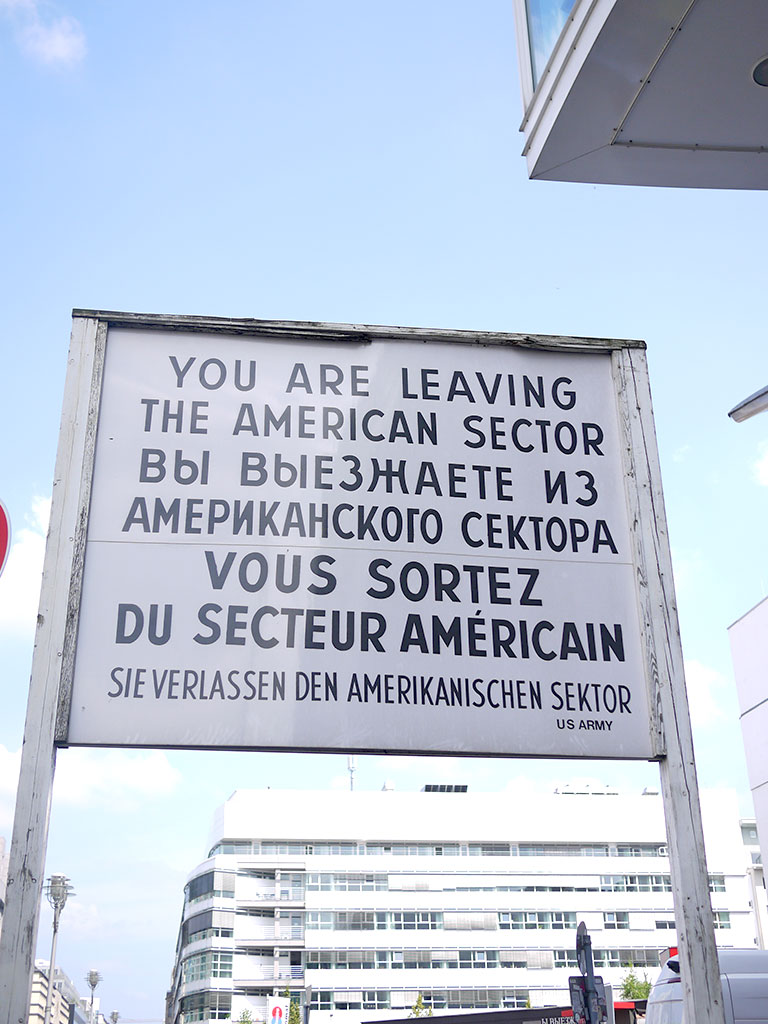 YOU ARE LEAVING
THE AMERICAN SECTOR
ВЫ ВЫЕЗЖАЕТЕ ИЗ
АМЕРИКАНСКОГО СЕКТОРА
VOUS SORTEZ
DU SECTEUR AMÉRICAIN
SIE VERLASSEN DEN AMERIKANISCHEN SEKTOR
US ARMY